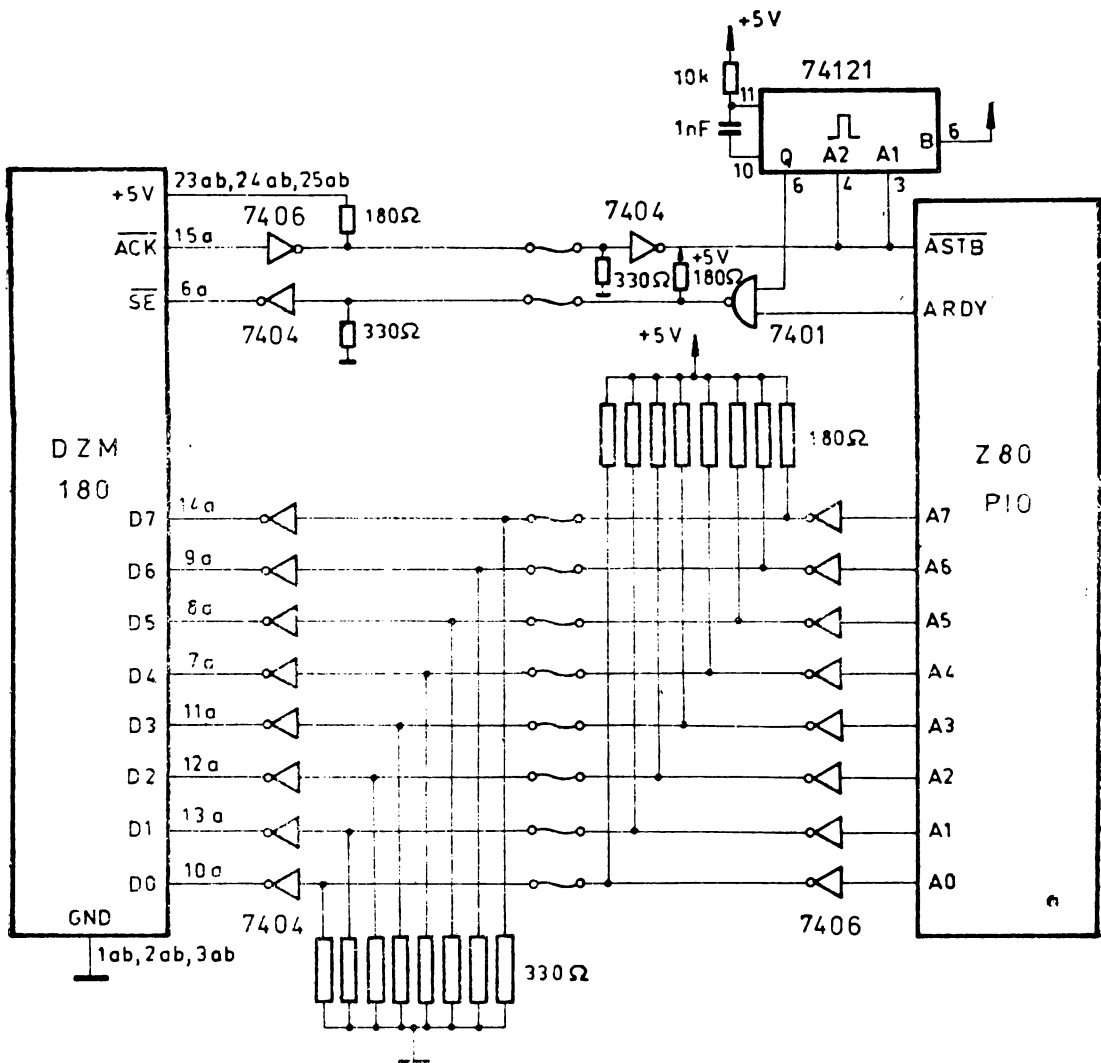 +5V
10k
74121
11
1nF
B
6
10
Q
A2
A1
6
4
3
+5V
23ab, 24ab, 25ab
7406
180Ω
7404
ACK
15a
ASTB
330Ω
+5V
180Ω
SE
6a
7404
330Ω
7401
ARDY
+5V
180Ω
DZM
180
Z80
PIO
D7
14a
A7
D6
9a
A6
D5
8a
A5
D4
7a
A4
D3
11a
A3
D2
12a
A2
D1
13a
A1
D0
10a
A0
7404
7406
GND
1ab, 2ab, 3ab
330Ω